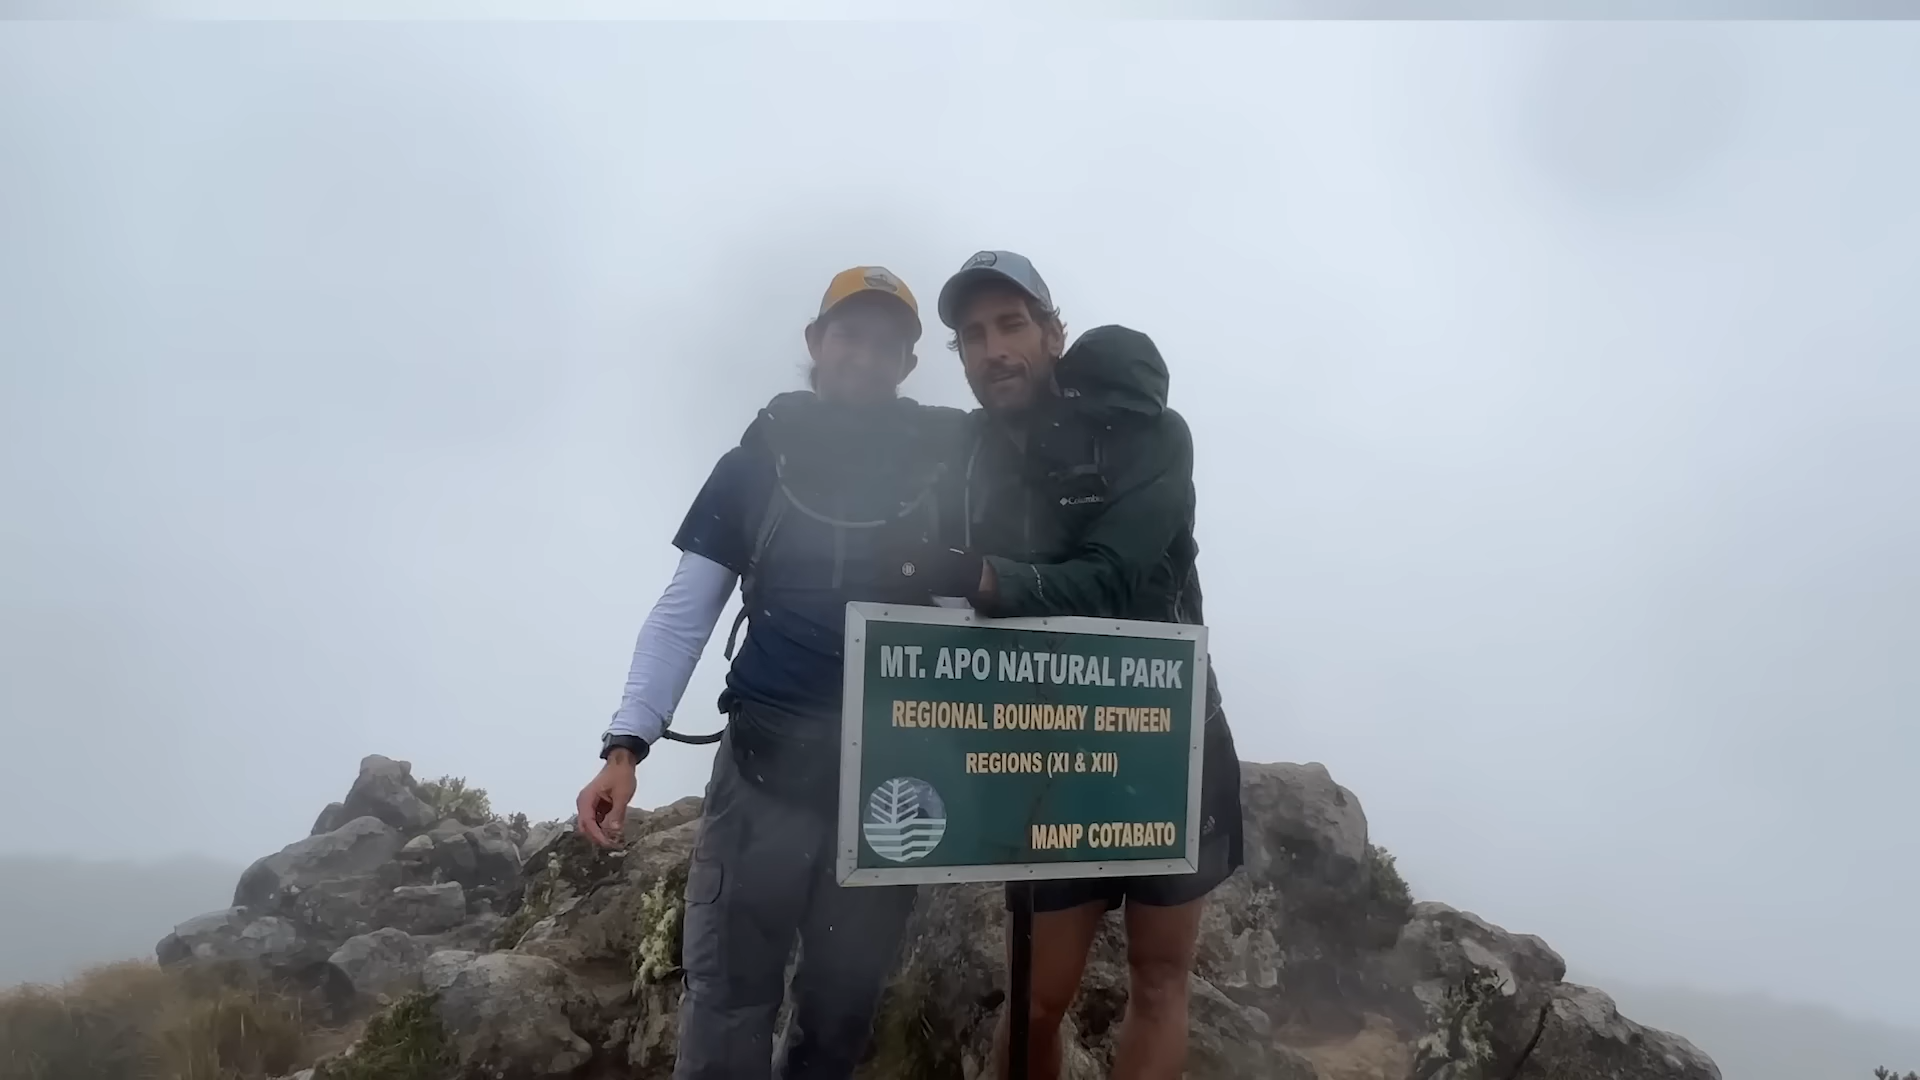 Columbia
MT. APO NATURAL PARK
REGIONAL BOUNDARY BETWEEN
REGIONS (XI & XII)
MANP COTABATO